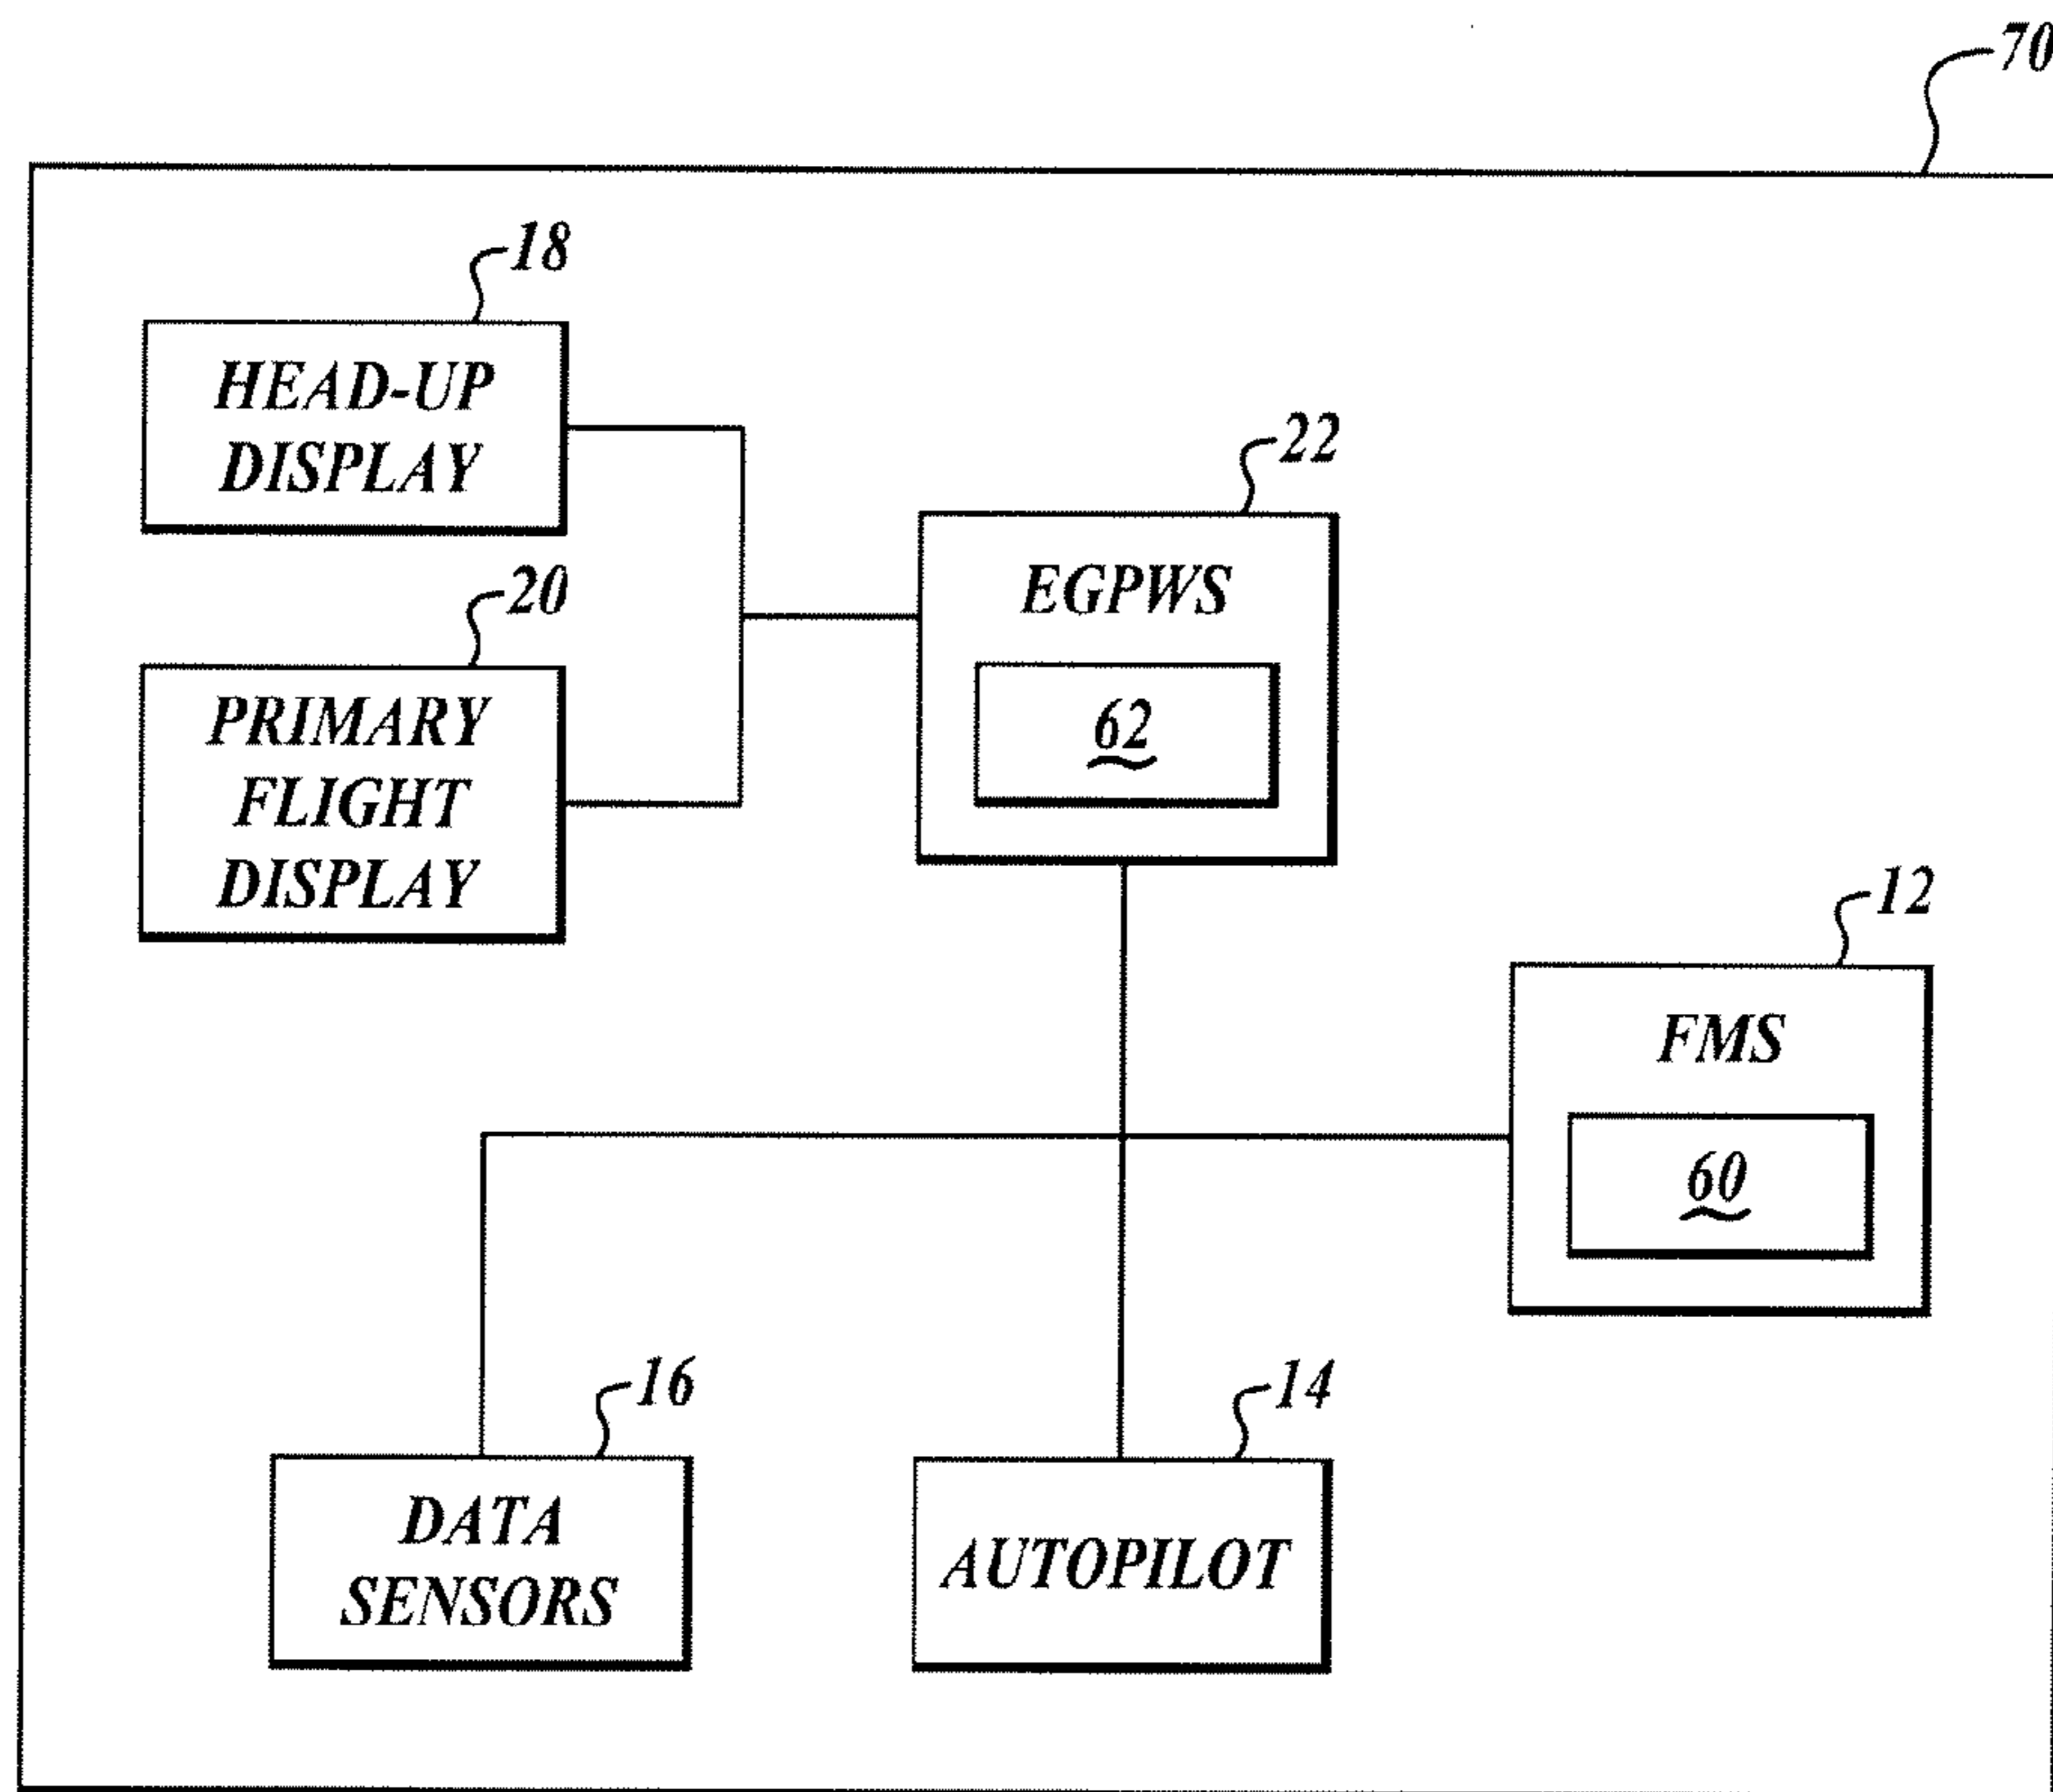 70
18
HEAD-UP
DISPLAY
22
EGPWS
62
20
PRIMARY
FLIGHT
DISPLAY
12
FMS
60
16
DATA
SENSORS
14
AUTOPILOT